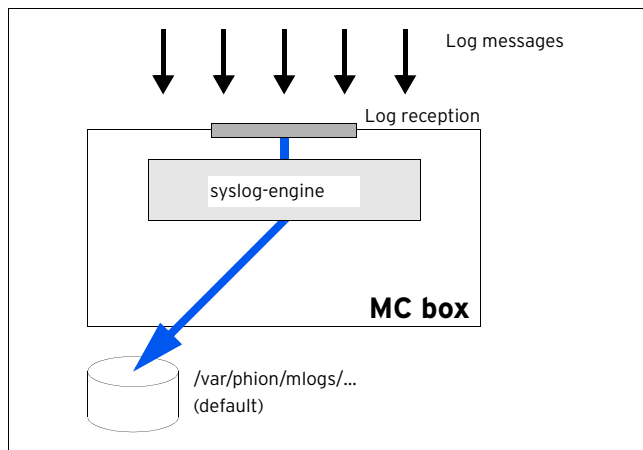 Log messages
Log reception
syslog-engine
MC box
/var/phion/mlogs/...
(default)